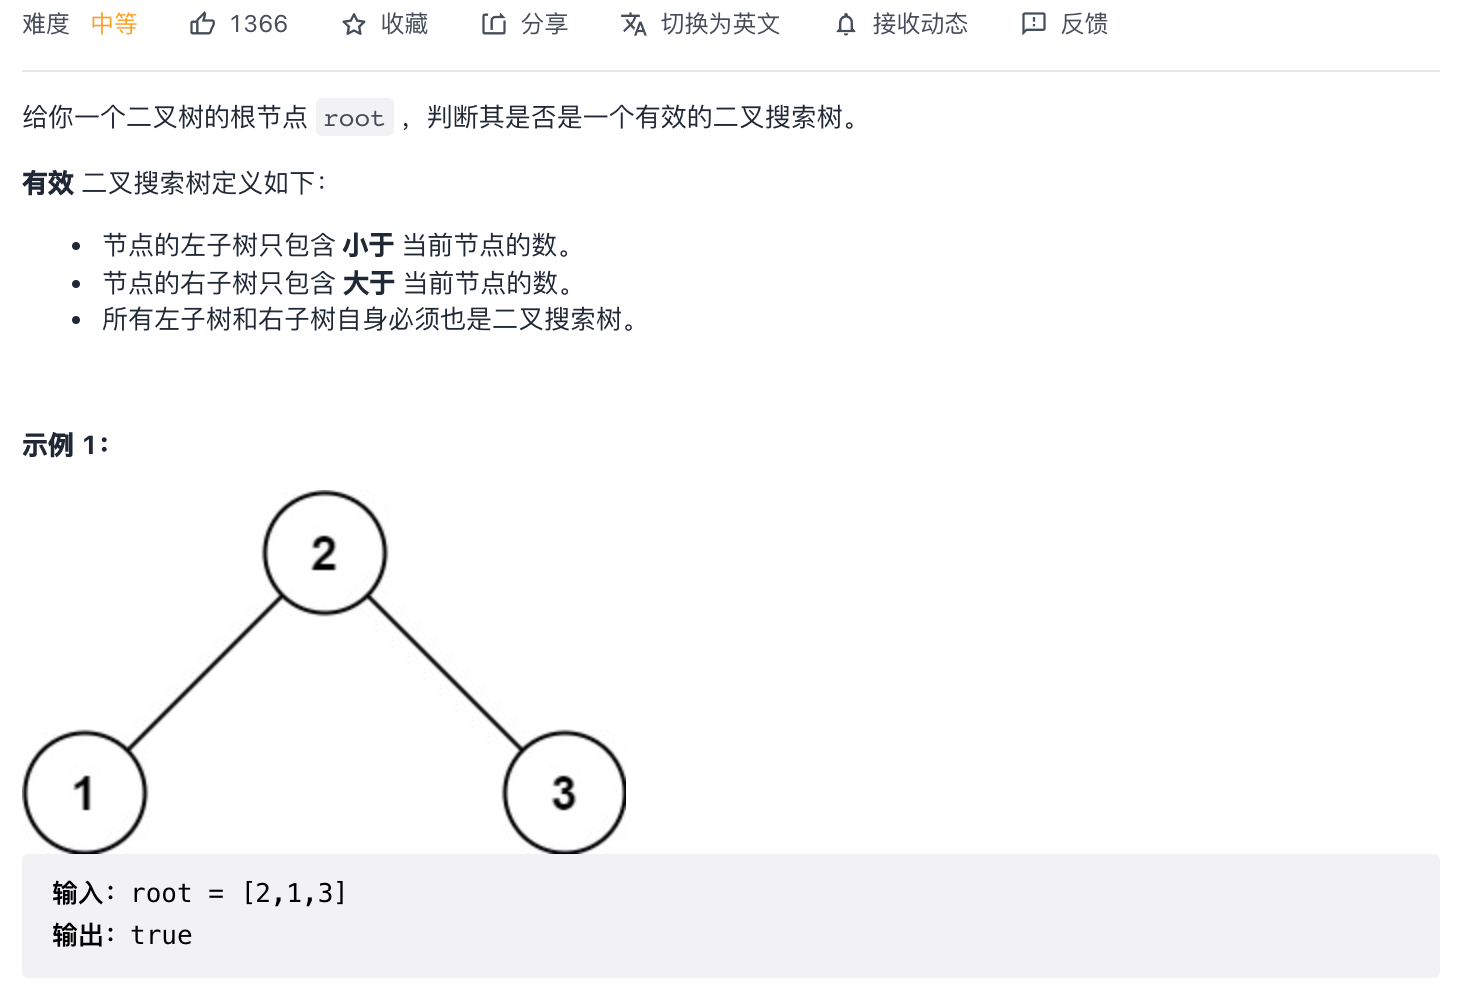 难度 中等 1366 收藏 分享 切换为英文 接收动态 反馈
给你一个二叉树的根节点 root ，判断其是否是一个有效的二叉搜索树。
有效 二叉搜索树定义如下：
• 节点的左子树只包含 小于 当前节点的数。
• 节点的右子树只包含 大于 当前节点的数。
• 所有左子树和右子树自身必须也是二叉搜索树。
示例 1：
2
1 3
输入：root = [2,1,3]
输出：true